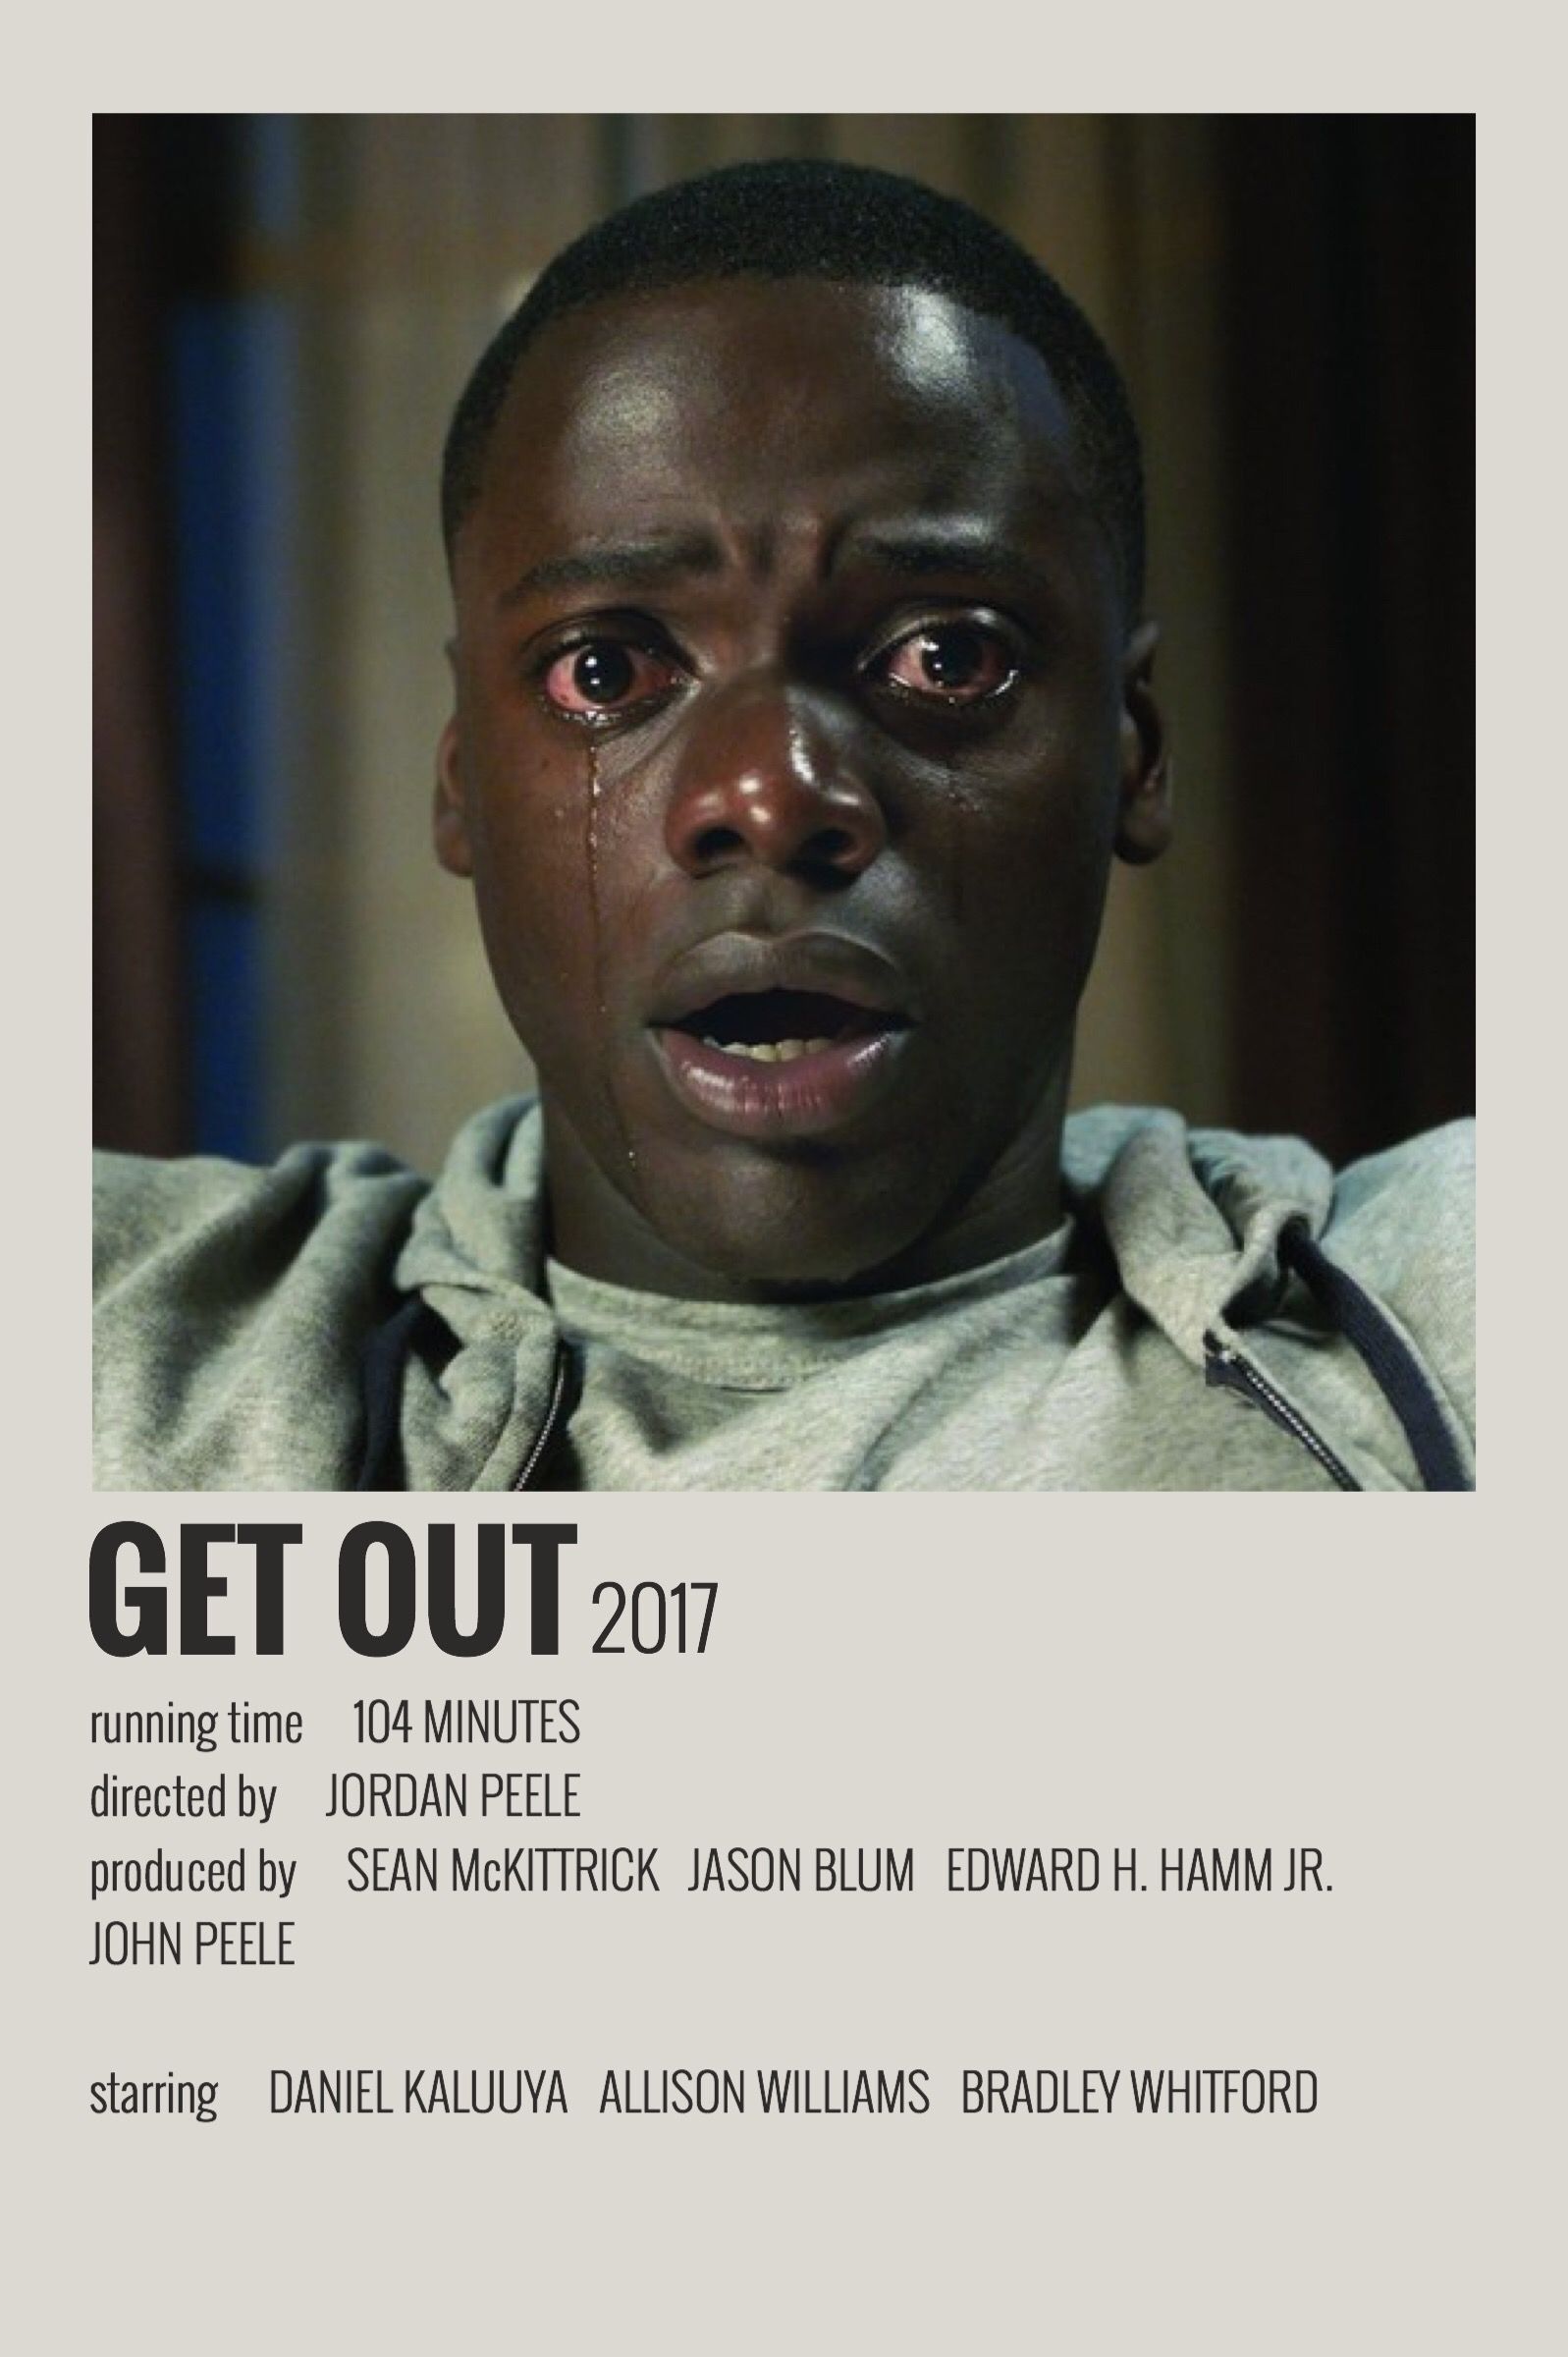 GET OUT 2017
running time 104 MINUTES
directed by JORDAN PEELE
produced by SEAN McKITTRICK JASON BLUM EDWARD H. HAMM JR.
JOHN PEELE
starring DANIEL KALUUYA ALLISON WILLIAMS BRADLEY WHITFORD